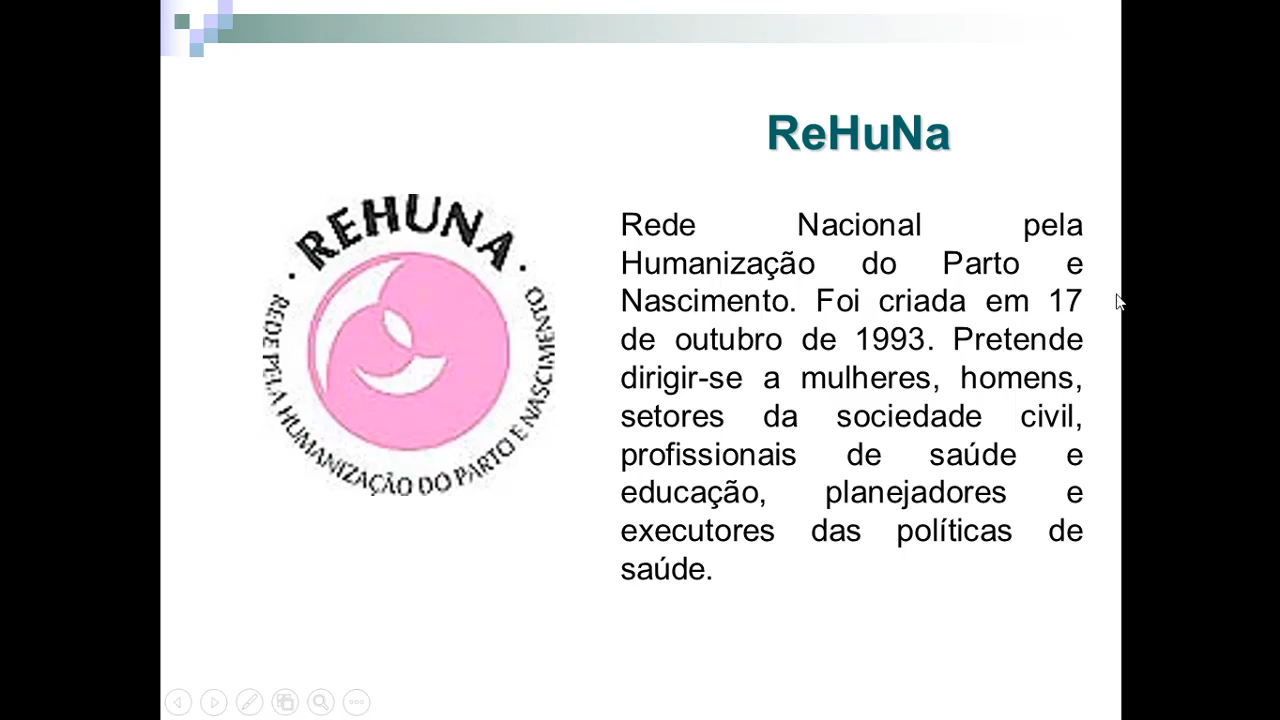 ReHuNa
REHUNA
REDE PELA HUMANIZAÇÃO DO PARTO E NASCIMENTO
Rede Nacional pela
Humanização do Parto e
Nascimento. Foi criada em 17
de outubro de 1993. Pretende
dirigir-se a mulheres, homens,
setores da sociedade civil,
profissionais de saúde e
educação, planejadores e
executores das políticas de
saúde.